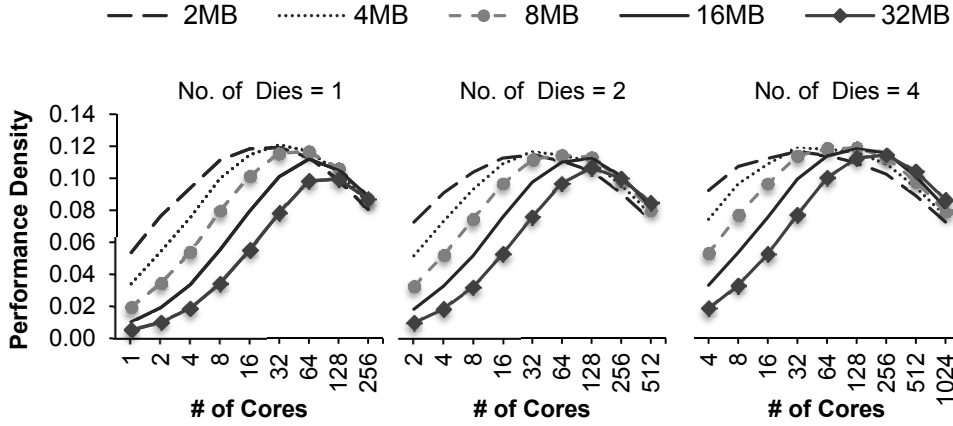 2MB 4MB 8MB 16MB 32MB
No. of Dies = 1 No. of Dies = 2 No. of Dies = 4
Performance Density
0.14
0.12
0.10
0.08
0.06
0.04
0.02
0.00
1 2 4 8 16 32 64 128 256
2 4 8 16 32 64 128 256 512
4 8 16 32 64 128 256 512 1024
# of Cores # of Cores # of Cores